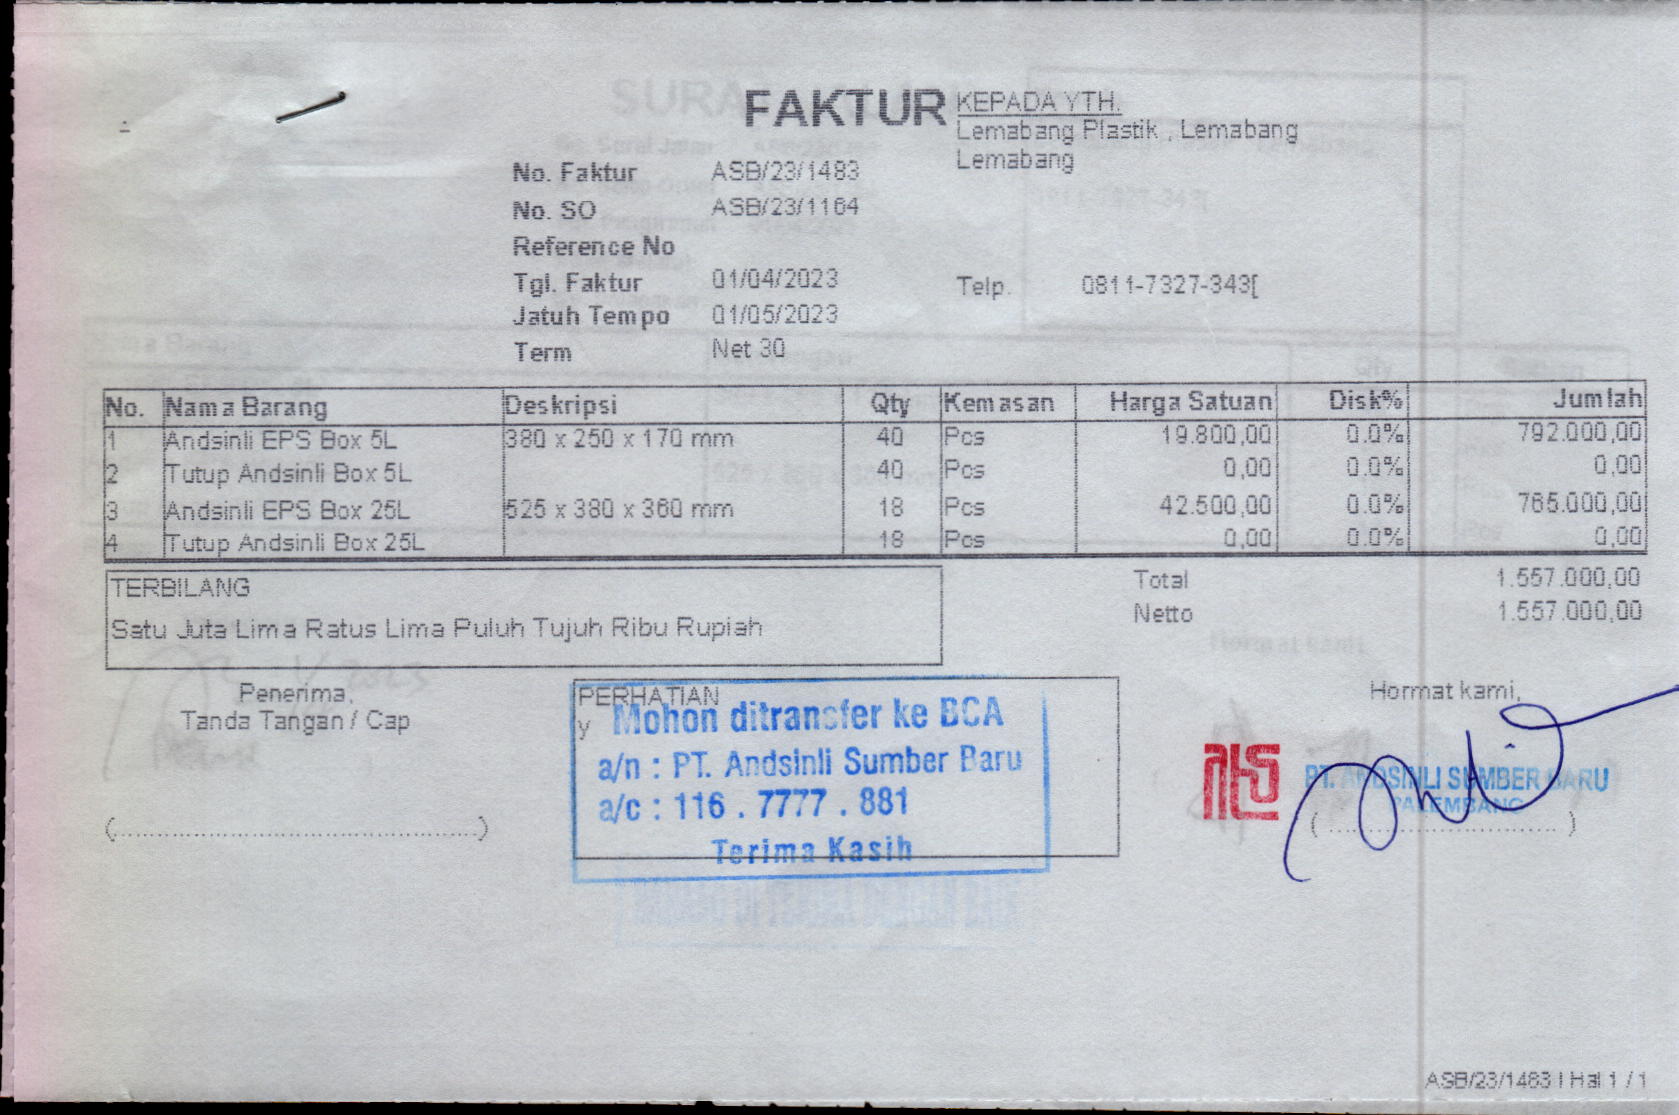 FAKTUR
KEPADA YTH.
Lemabang Plastik , Lemabang
Lemabang
No. Faktur ASB/23/1483
No. SO ASB/23/1164
Reference No
Tgl. Faktur 01/04/2023
Telp. 0811-7327-343[
Jatuh Tempo 01/05/2023
Term Net 30
No. Nama Barang Deskripsi Qty Kemasan Harga Satuan Disk% Jumlah
1 Andsinli EPS Box 5L 380 x 250 x 170 mm 40 Pcs 19.800,00 0.0% 792.000,00
2 Tutup Andsinli Box 5L 40 Pcs 0,00 0.0% 0,00
3 Andsinli EPS Box 25L 525 x 380 x 360 mm 18 Pcs 42.500,00 0.0% 765.000,00
4 Tutup Andsinli Box 25L 18 Pcs 0,00 0.0% 0,00
TERBILANG
Satu Juta Lima Ratus Lima Puluh Tujuh Ribu Rupiah
Total 1.557.000,00
Netto 1.557.000,00
Penerima,
Tanda Tangan / Cap
(..........................................)
PERHATIAN
y
Mohon ditransfer ke BCA
a/n : PT. Andsinli Sumber Baru
a/c : 116 . 7777 . 881
Terima Kasih
Hormat kami,
PT. ANDSINLI SUMBER BARU
PALEMBANG
(..........................)
ASB/23/1483 | Hal 1 / 1